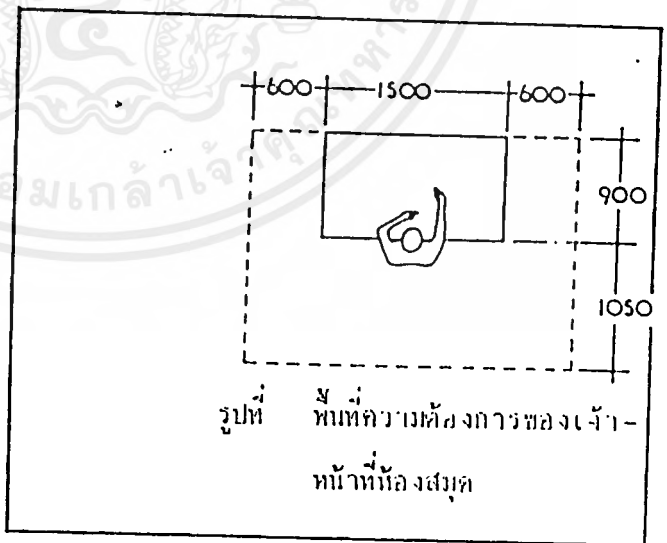 600 1500 600
900
1050
รูปที่ พื้นที่ความต้องการของเจ้า-
หน้าที่ห้องสมุด